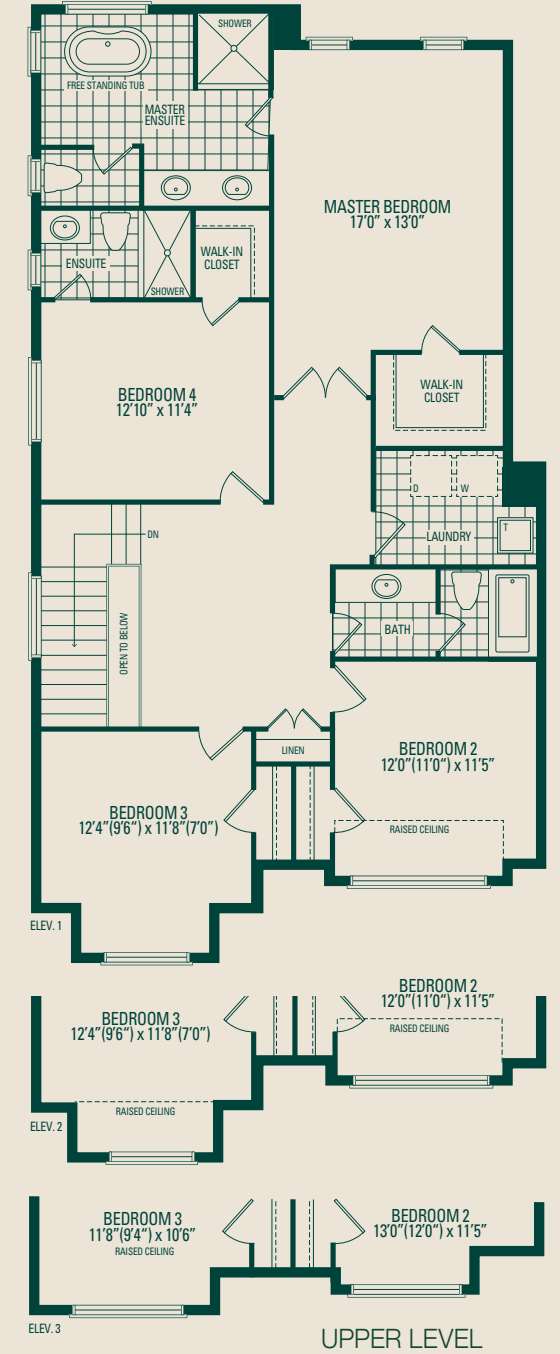 SHOWER
FREE STANDING TUB
MASTER
ENSUITE
MASTER BEDROOM
17'0" x 13'0"
ENSUITE
SHOWER
WALK-IN
CLOSET
BEDROOM 4
12'10" x 11'4"
WALK-IN
CLOSET
D
W
LAUNDRY
T
DN
OPEN TO BELOW
BATH
LINEN
BEDROOM 2
12'0"(11'0") x 11'5"
RAISED CEILING
BEDROOM 3
12'4"(9'6") x 11'8"(7'0")
ELEV. 1
BEDROOM 2
12'0"(11'0") x 11'5"
RAISED CEILING
BEDROOM 3
12'4"(9'6") x 11'8"(7'0")
RAISED CEILING
ELEV. 2
BEDROOM 3
11'8"(9'4") x 10'6"
RAISED CEILING
BEDROOM 2
13'0"(12'0") x 11'5"
ELEV. 3
UPPER LEVEL